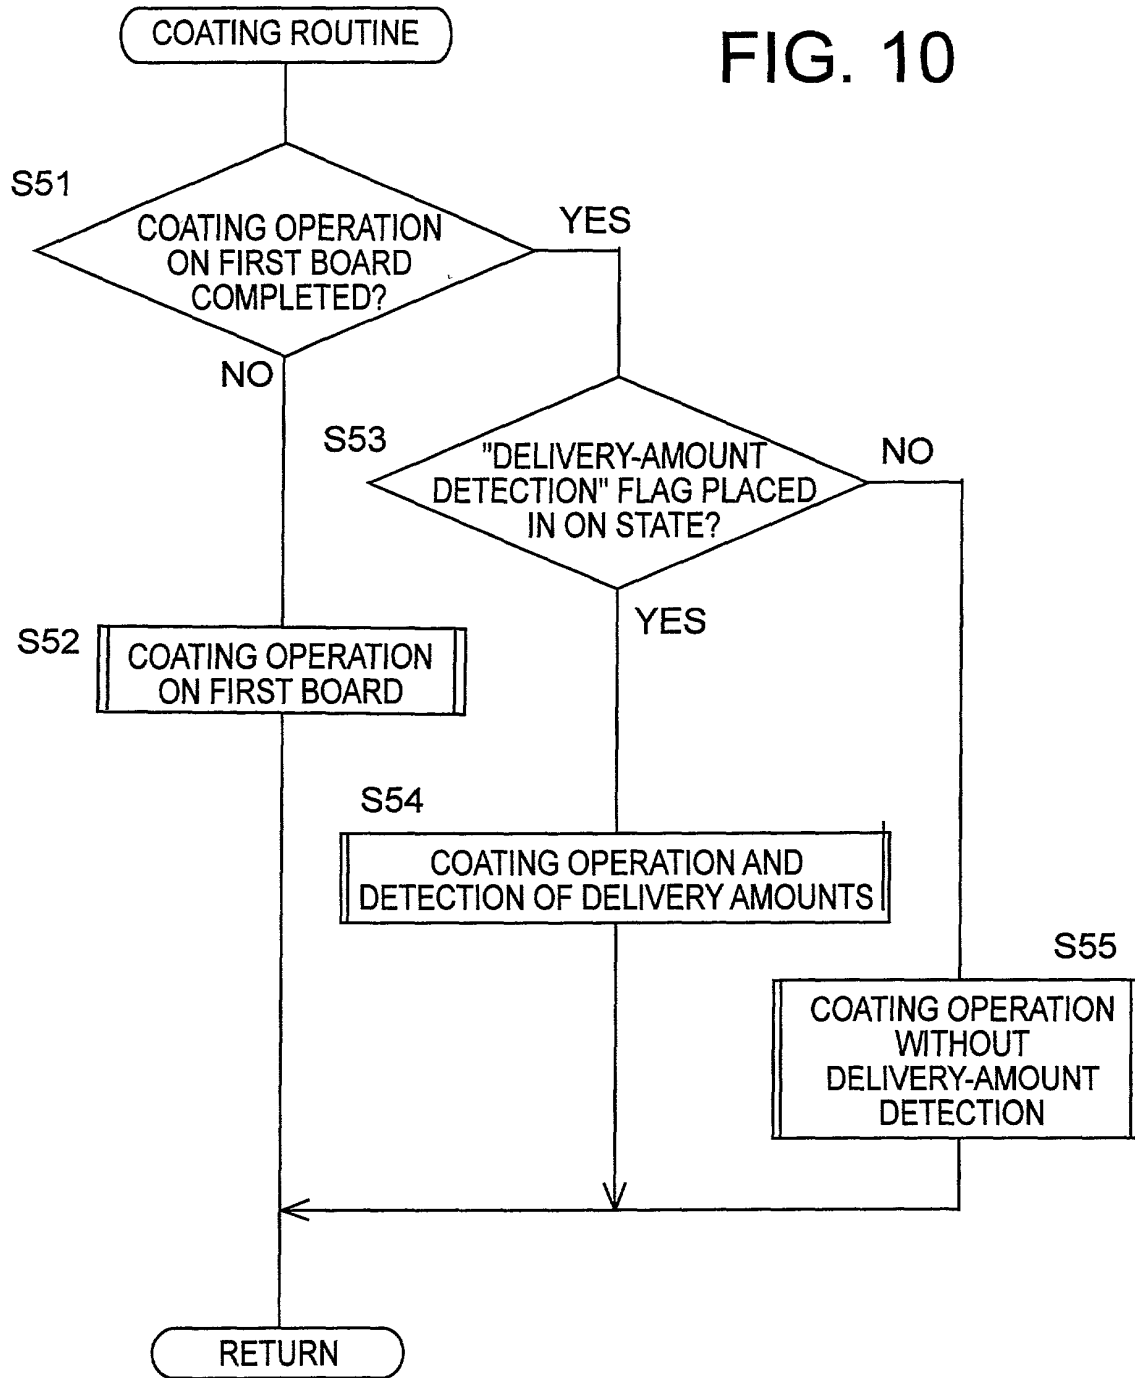 COATING ROUTINE
FIG. 10
S51
COATING OPERATION
ON FIRST BOARD
COMPLETED?
YES
NO
S53
"DELIVERY-AMOUNT
DETECTION" FLAG PLACED
IN ON STATE?
NO
YES
S52
COATING OPERATION
ON FIRST BOARD
S54
COATING OPERATION AND
DETECTION OF DELIVERY AMOUNTS
S55
COATING OPERATION
WITHOUT
DELIVERY-AMOUNT
DETECTION
RETURN